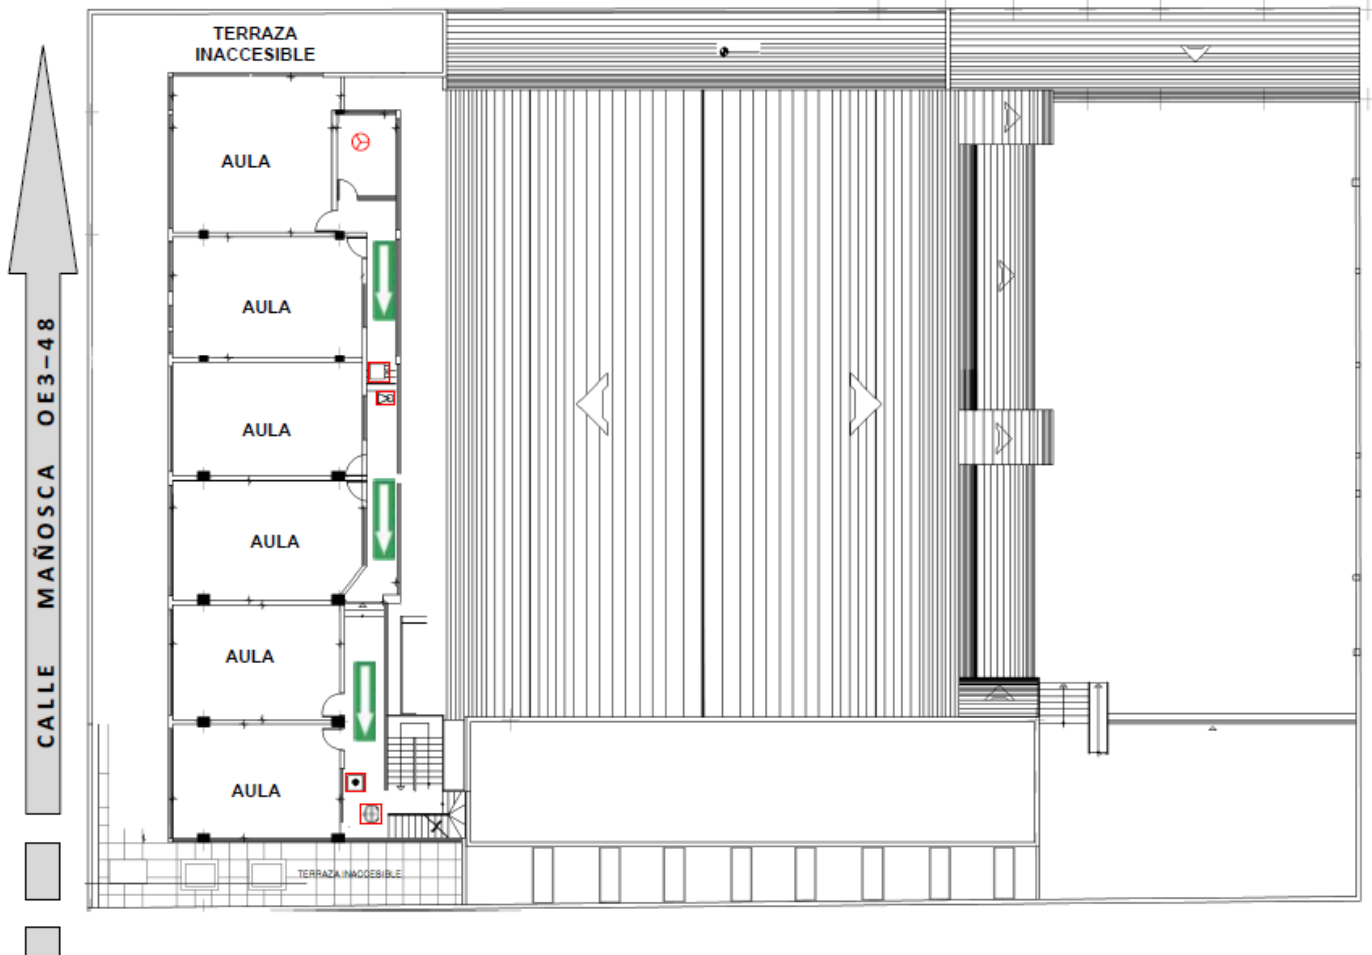 TERRAZA
INACCESIBLE
AULA
AULA
AULA
AULA
AULA
AULA
TERRAZA INACCESIBLE
CALLE MAÑOSCA OE3-48